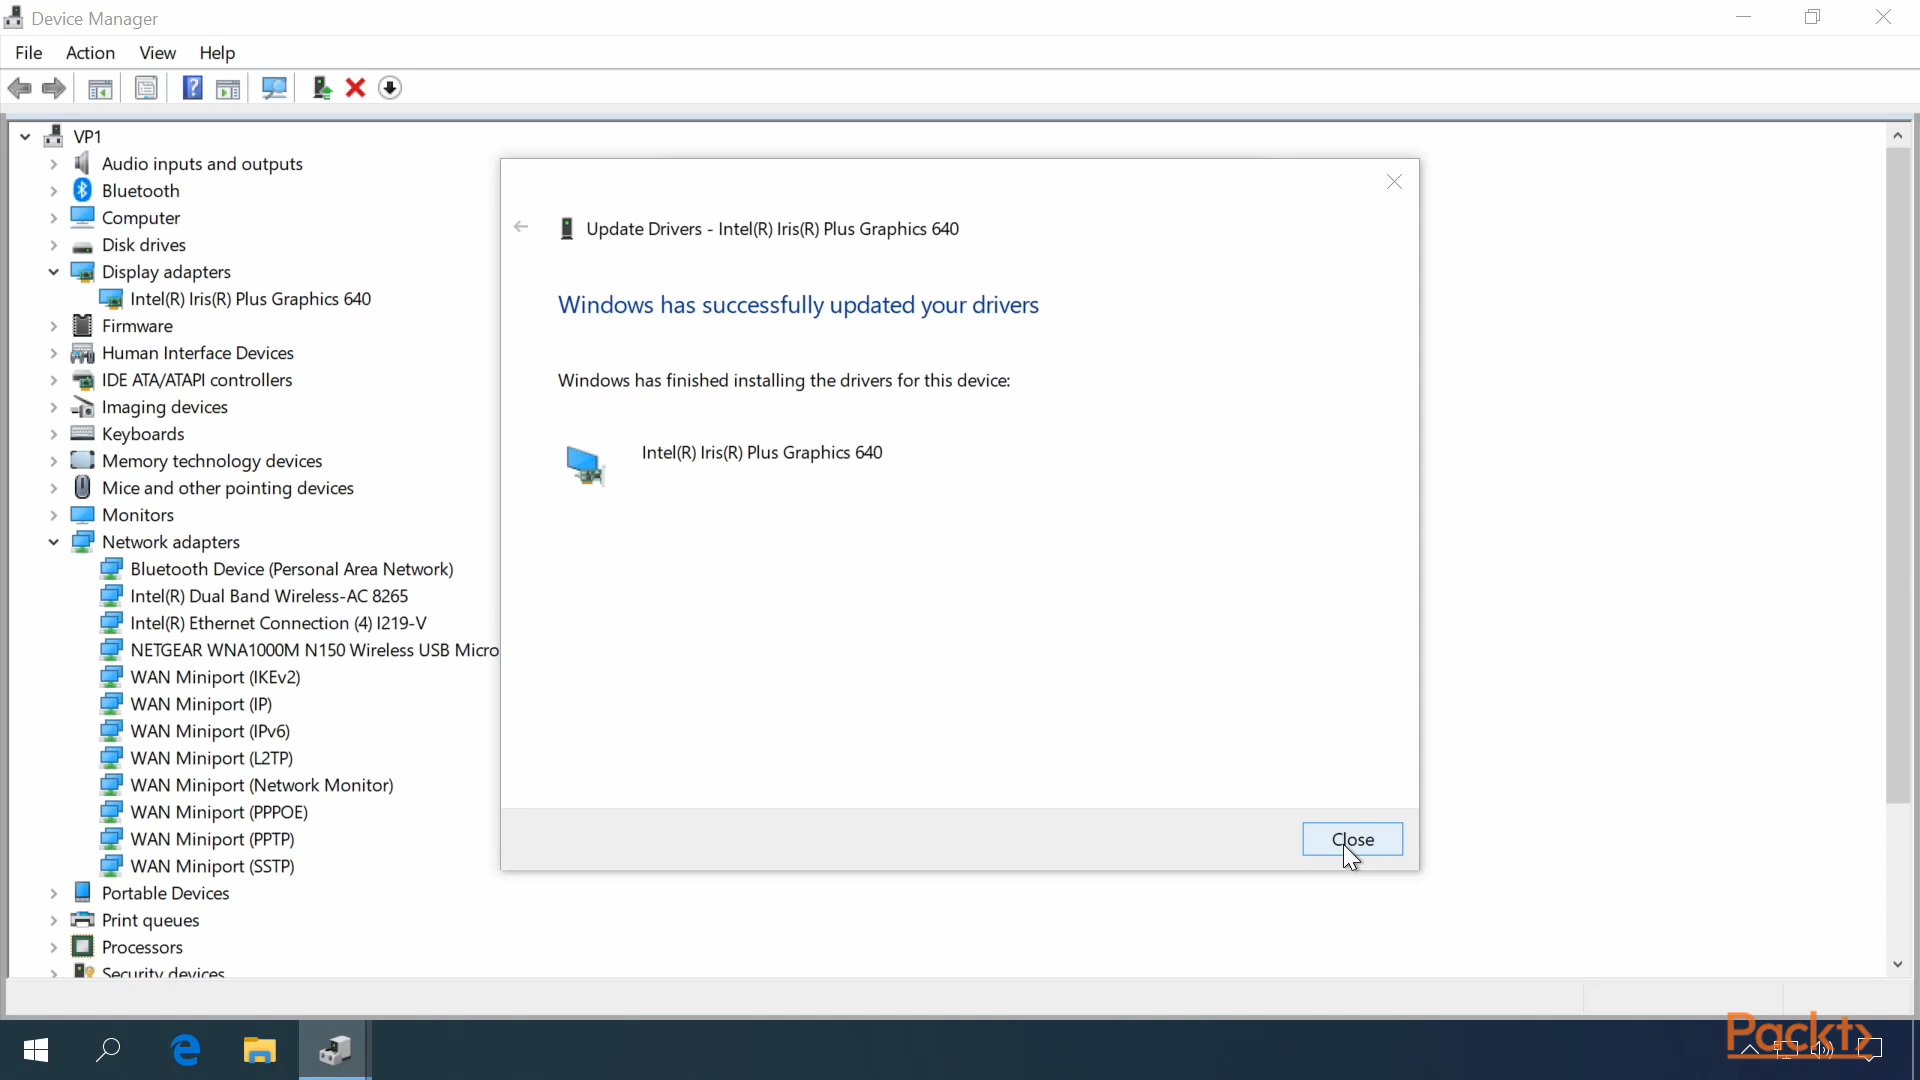 Device Manager
File Action View Help
VP1
Audio inputs and outputs
Bluetooth
Computer
Disk drives
Display adapters
Intel(R) Iris(R) Plus Graphics 640
Firmware
Human Interface Devices
IDE ATA/ATAPI controllers
Imaging devices
Keyboards
Memory technology devices
Mice and other pointing devices
Monitors
Network adapters
Bluetooth Device (Personal Area Network)
Intel(R) Dual Band Wireless-AC 8265
Intel(R) Ethernet Connection (4) I219-V
NETGEAR WNA1000M N150 Wireless USB Micro
WAN Miniport (IKEv2)
WAN Miniport (IP)
WAN Miniport (IPv6)
WAN Miniport (L2TP)
WAN Miniport (Network Monitor)
WAN Miniport (PPPOE)
WAN Miniport (PPTP)
WAN Miniport (SSTP)
Portable Devices
Print queues
Processors
Security devices
Update Drivers - Intel(R) Iris(R) Plus Graphics 640
Windows has successfully updated your drivers
Windows has finished installing the drivers for this device:
Intel(R) Iris(R) Plus Graphics 640
Close
Packt>